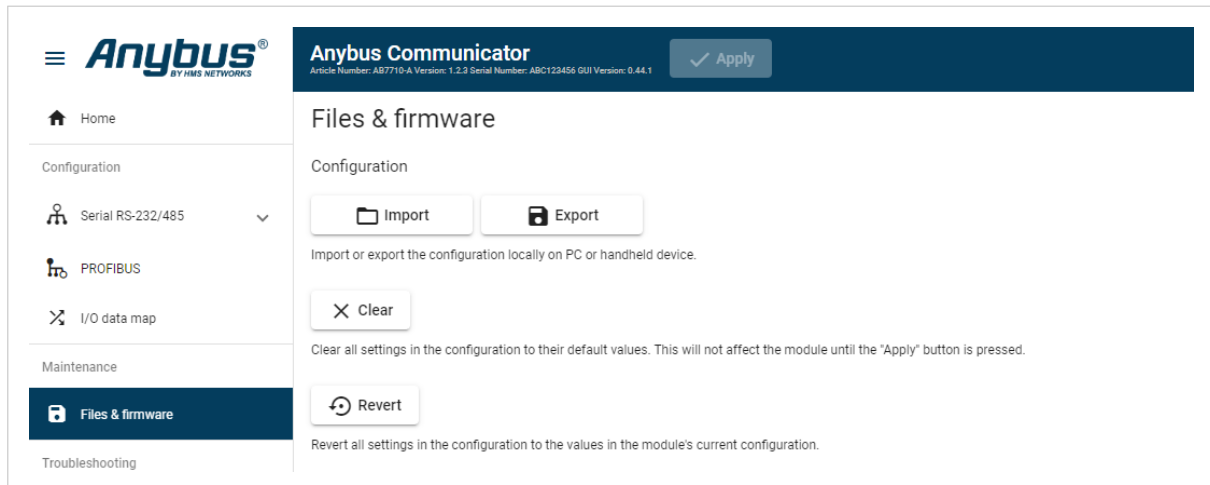 Anybus®
BY HMS NETWORKS
Anybus Communicator
Article Number: AB7710-A Version: 1.2.3 Serial Number: ABC123456 GUI Version: 0.44.1
Apply
Home
Configuration
Serial RS-232/485
PROFIBUS
I/O data map
Maintenance
Files & firmware
Troubleshooting
Files & firmware
Configuration
Import
Export
Import or export the configuration locally on PC or handheld device.
Clear
Clear all settings in the configuration to their default values. This will not affect the module until the "Apply" button is pressed.
Revert
Revert all settings in the configuration to the values in the module's current configuration.